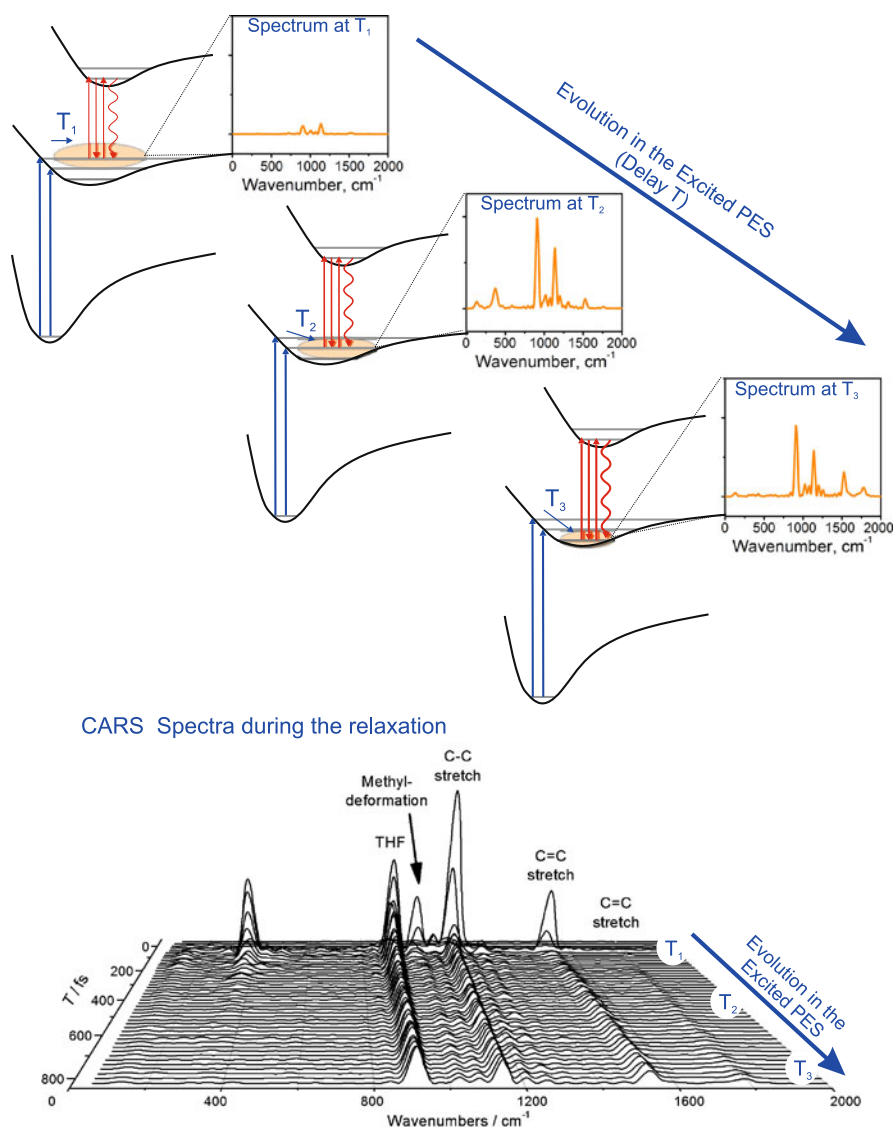 Spectrum at T1
T1
0 500 1000 1500 2000
Wavenumber, cm-1
Evolution in the Excited PES
(Delay T)
Spectrum at T2
T2
0 500 1000 1500 2000
Wavenumber, cm-1
Spectrum at T3
T3
0 500 1000 1500 2000
Wavenumber, cm-1
CARS Spectra during the relaxation
C-C
stretch
Methyl-
deformation
THF
C=C
stretch
C=C
stretch
0
200
400
600
800
T / fs
T1
T2
T3
Evolution in the
Excited PES
0 400 800 1200 1600 2000
Wavenumbers / cm-1